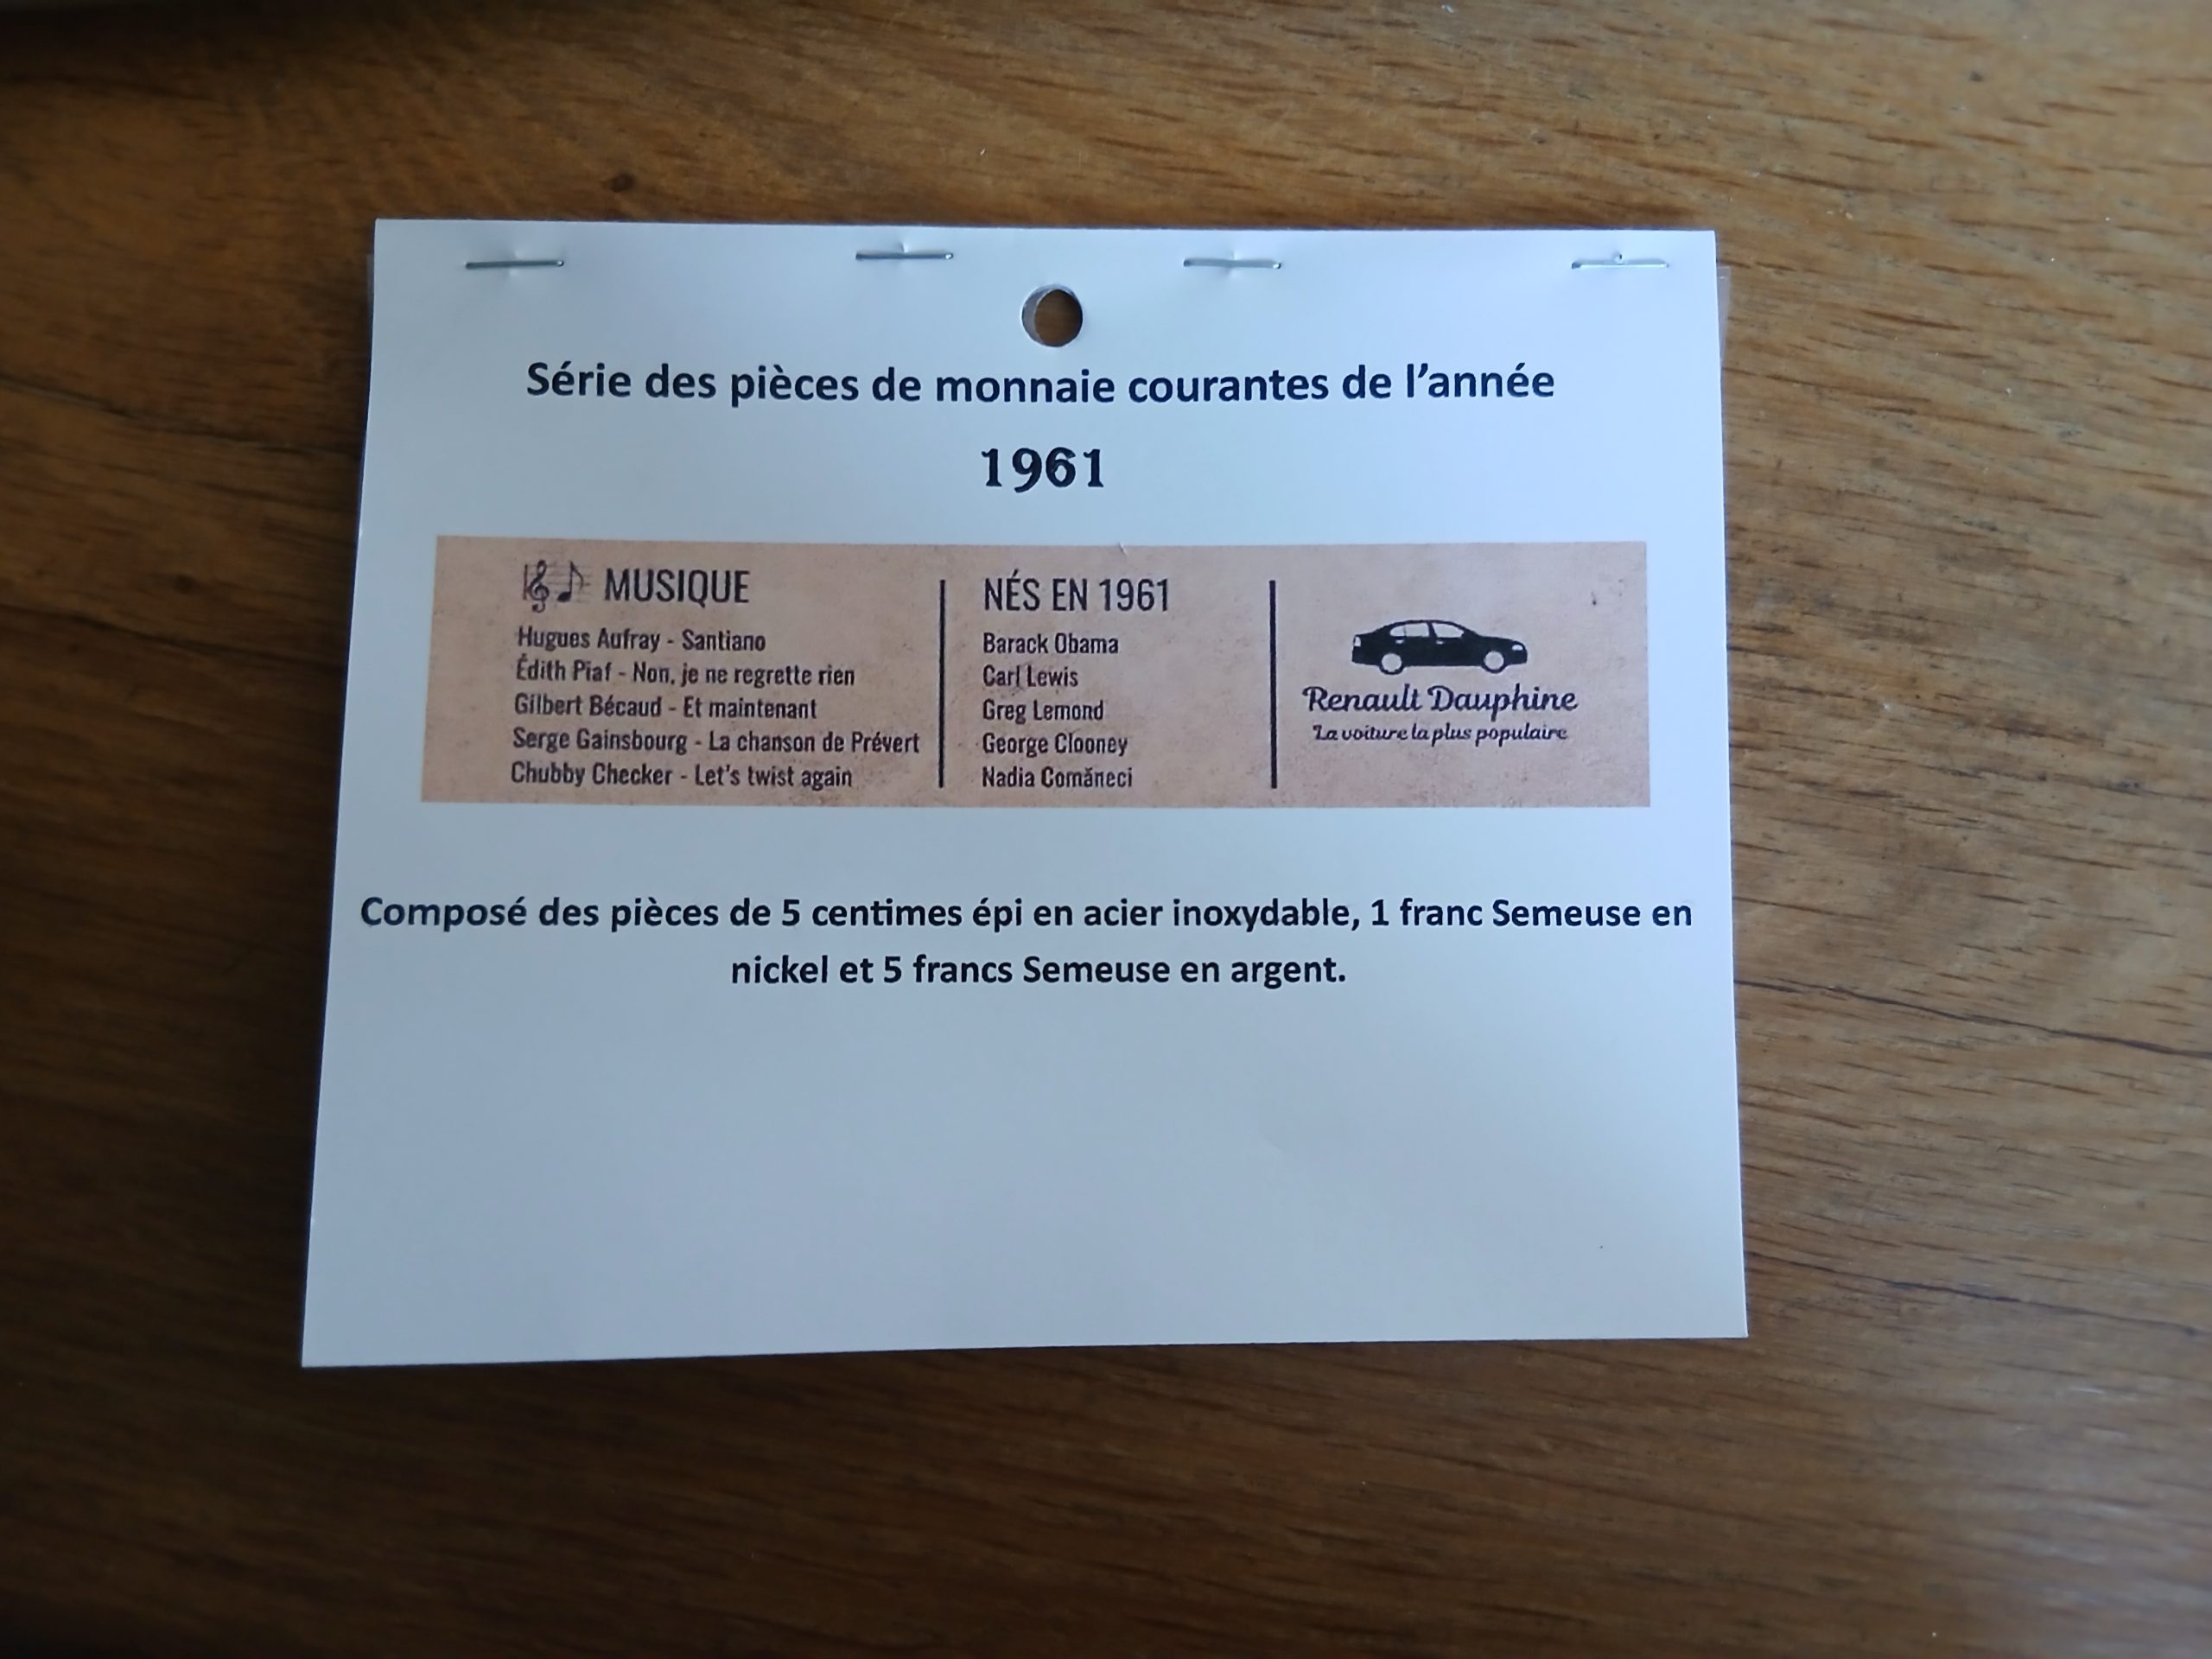 Série des pièces de monnaie courantes de l'année
1961
MUSIQUE
Hugues Aufray - Santiano
Édith Piaf - Non, je ne regrette rien
Gilbert Bécaud - Et maintenant
Serge Gainsbourg - La chanson de Prévert
Chubby Checker - Let's twist again
NÉS EN 1961
Barack Obama
Carl Lewis
Greg Lemond
George Clooney
Nadia Comăneci
Renault Dauphine
La voiture la plus populaire
Composé des pièces de 5 centimes épi en acier inoxydable, 1 franc Semeuse en
nickel et 5 francs Semeuse en argent.